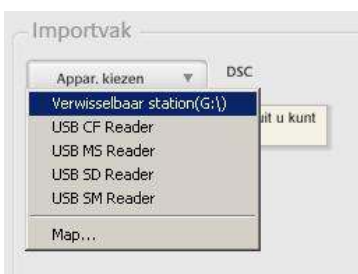 Importvak
Appar. kiezen DSC
Verwisselbaar station(G:\)
uit u kunt
USB CF Reader
USB MS Reader
USB SD Reader
USB SM Reader
Map...